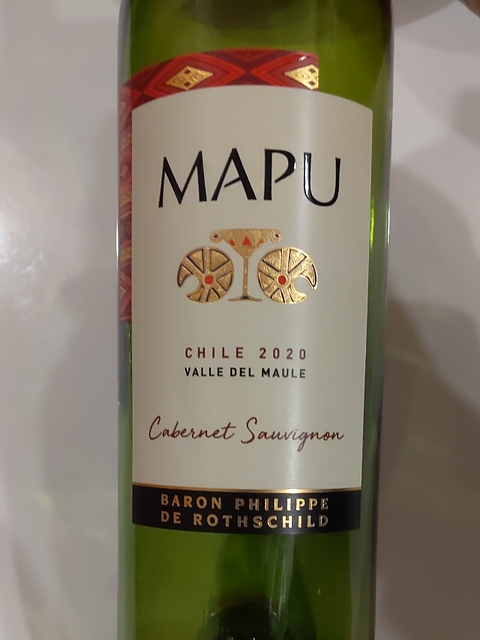 MAPU
CHILE 2020
VALLE DEL MAULE
Cabernet Sauvignon
BARON PHILIPPE
DE ROTHSCHILD